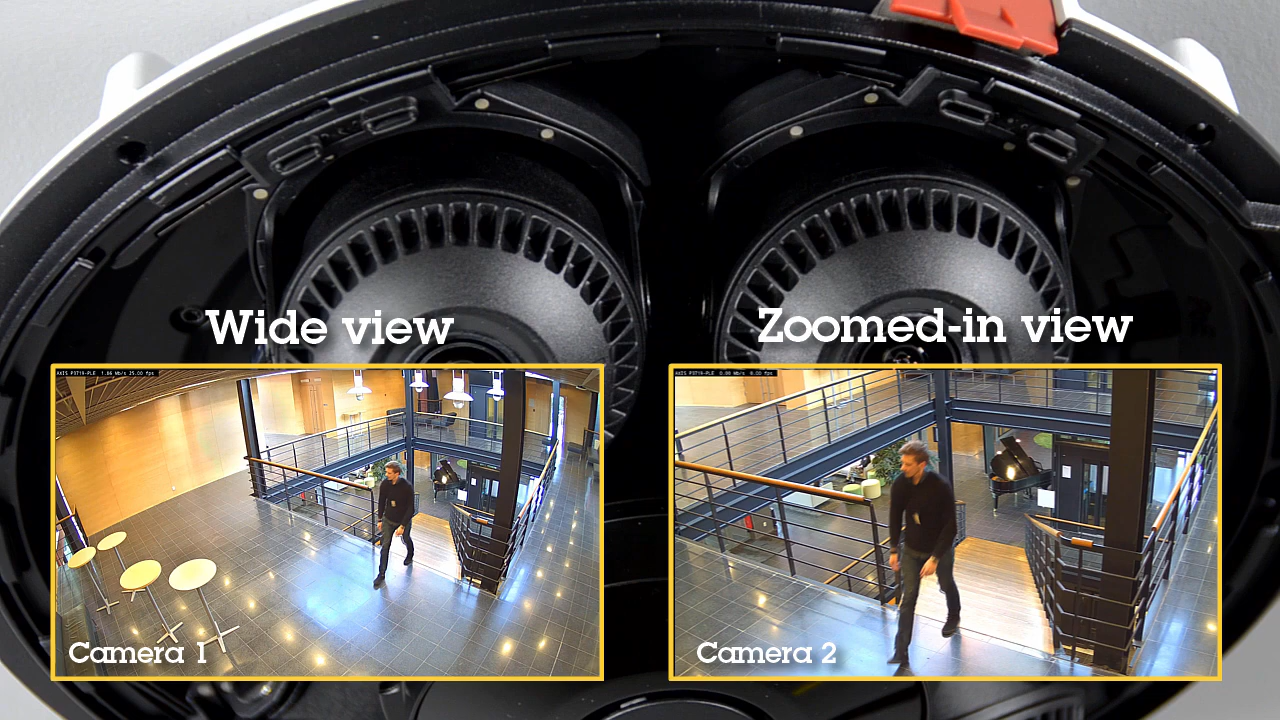 Wide view
Zoomed-in view
AXIS P3719-PLE 1.66 Mb/s 25.00 fps
AXIS P3719-PLE 0.00 Mb/s 0.00 fps
Camera 1
Camera 2